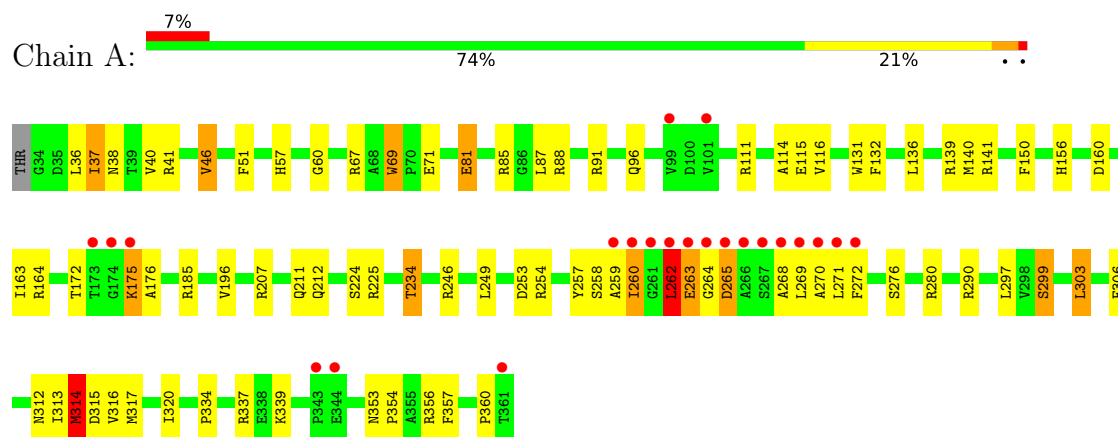 7%
Chain A:
74% 21% • •
THR G34 D35 L36 I37 N38 T39 V40 R41 V46 F51 H57 G60 R67 A68 W69 P70 E71 E81 R85 G86 L87 R88 R91 Q96 V99 D100 V101 R111 A114 E115 V116 W131 F132 L136 R139 M140 R141 F150 H156 D160
I163 R164 T172 T173 G174 K175 A176 R185 V196 R207 Q211 Q212 S224 R225 T234 R246 L249 D253 R254 Y257 S258 A259 I260 G261 L262 E263 G264 D265 A266 S267 A268 L269 A270 L271 F272 S276 R280 R290 L297 V298 S299 L303
N312 I313 M314 D315 V316 M317 I320 P334 R337 E338 K339 P343 E344 N353 P354 A355 R356 F357 P360 T361